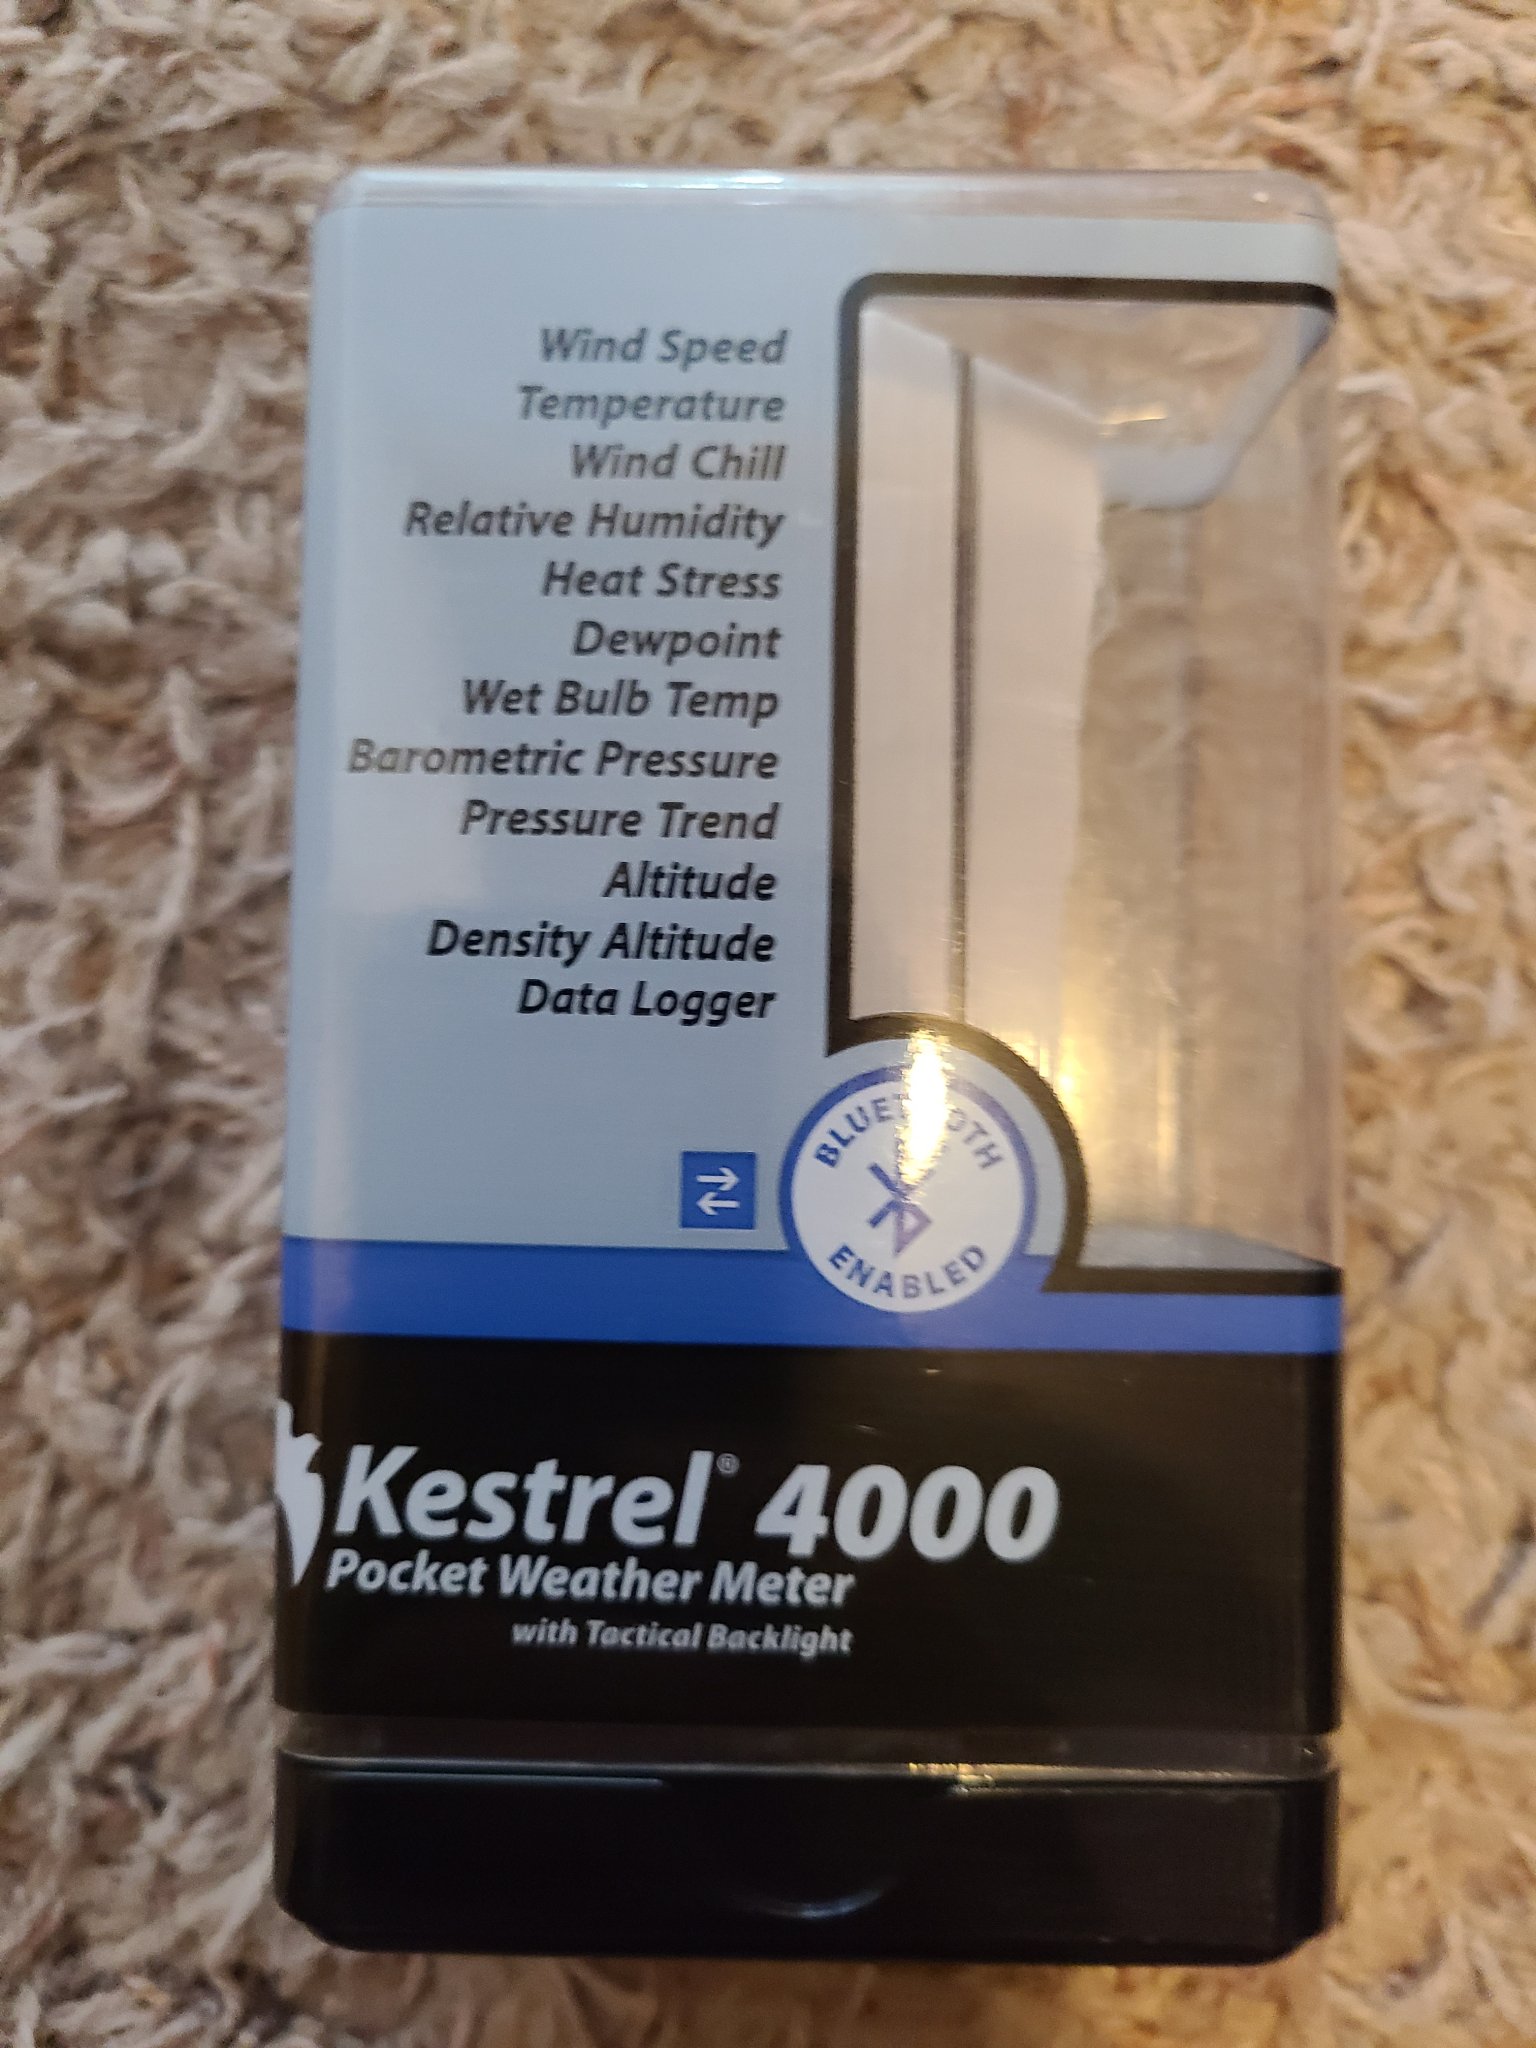 Wind Speed
Temperature
Wind Chill
Relative Humidity
Heat Stress
Dewpoint
Wet Bulb Temp
Barometric Pressure
Pressure Trend
Altitude
Density Altitude
Data Logger
BLUETOOTH
ENABLED
Kestrel® 4000
Pocket Weather Meter
with Tactical Backlight